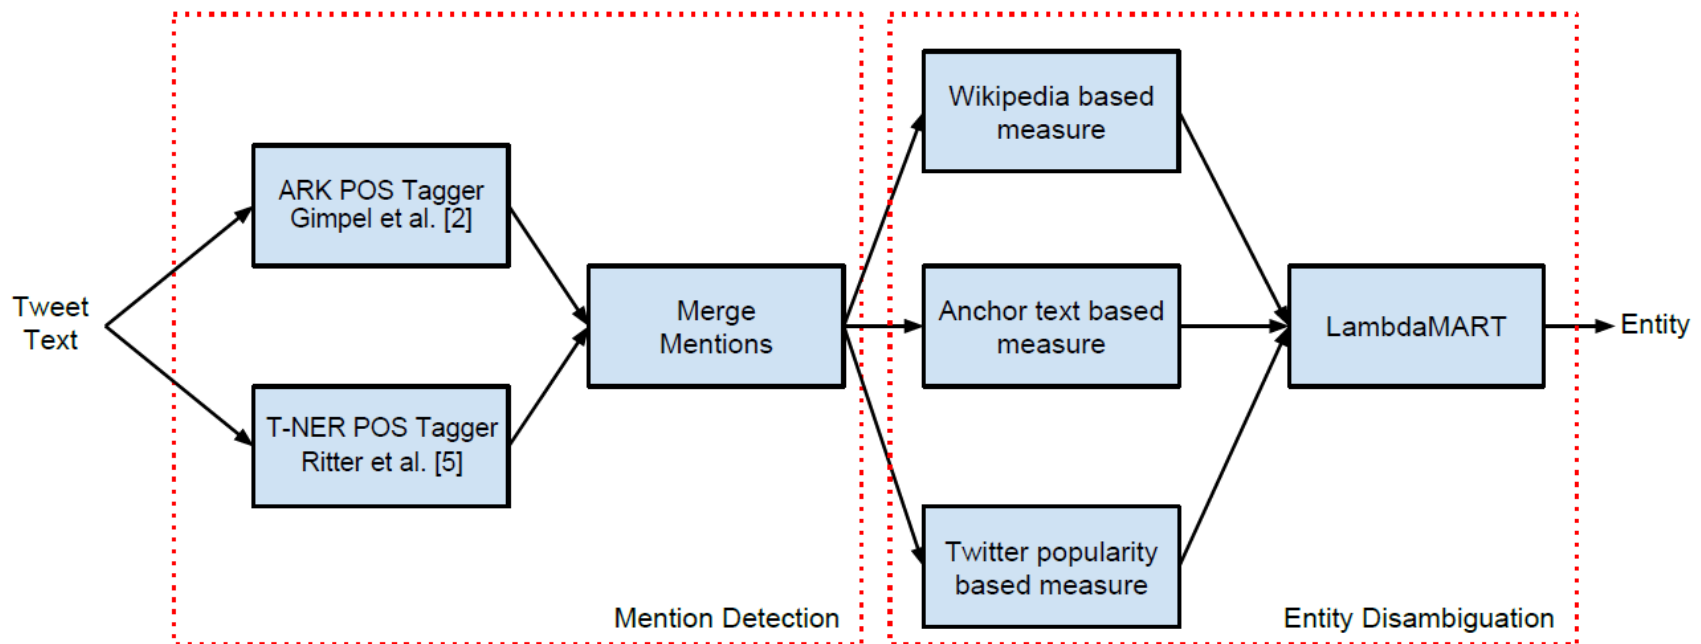 Tweet
Text
ARK POS Tagger
Gimpel et al. [2]
T-NER POS Tagger
Ritter et al. [5]
Merge
Mentions
Mention Detection
Wikipedia based
measure
Anchor text based
measure
Twitter popularity
based measure
LambdaMART
Entity Disambiguation
Entity